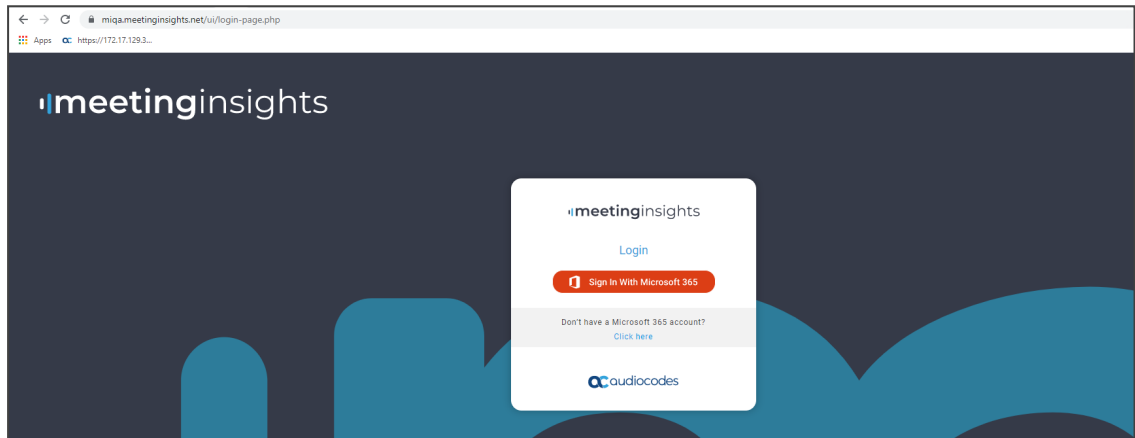 miqa.meetinginsights.net/ui/login-page.php
Apps https://172.17.129.3...
meetinginsights
meetinginsights
Login
Sign In With Microsoft 365
Don't have a Microsoft 365 account?
Click here
audiocodes